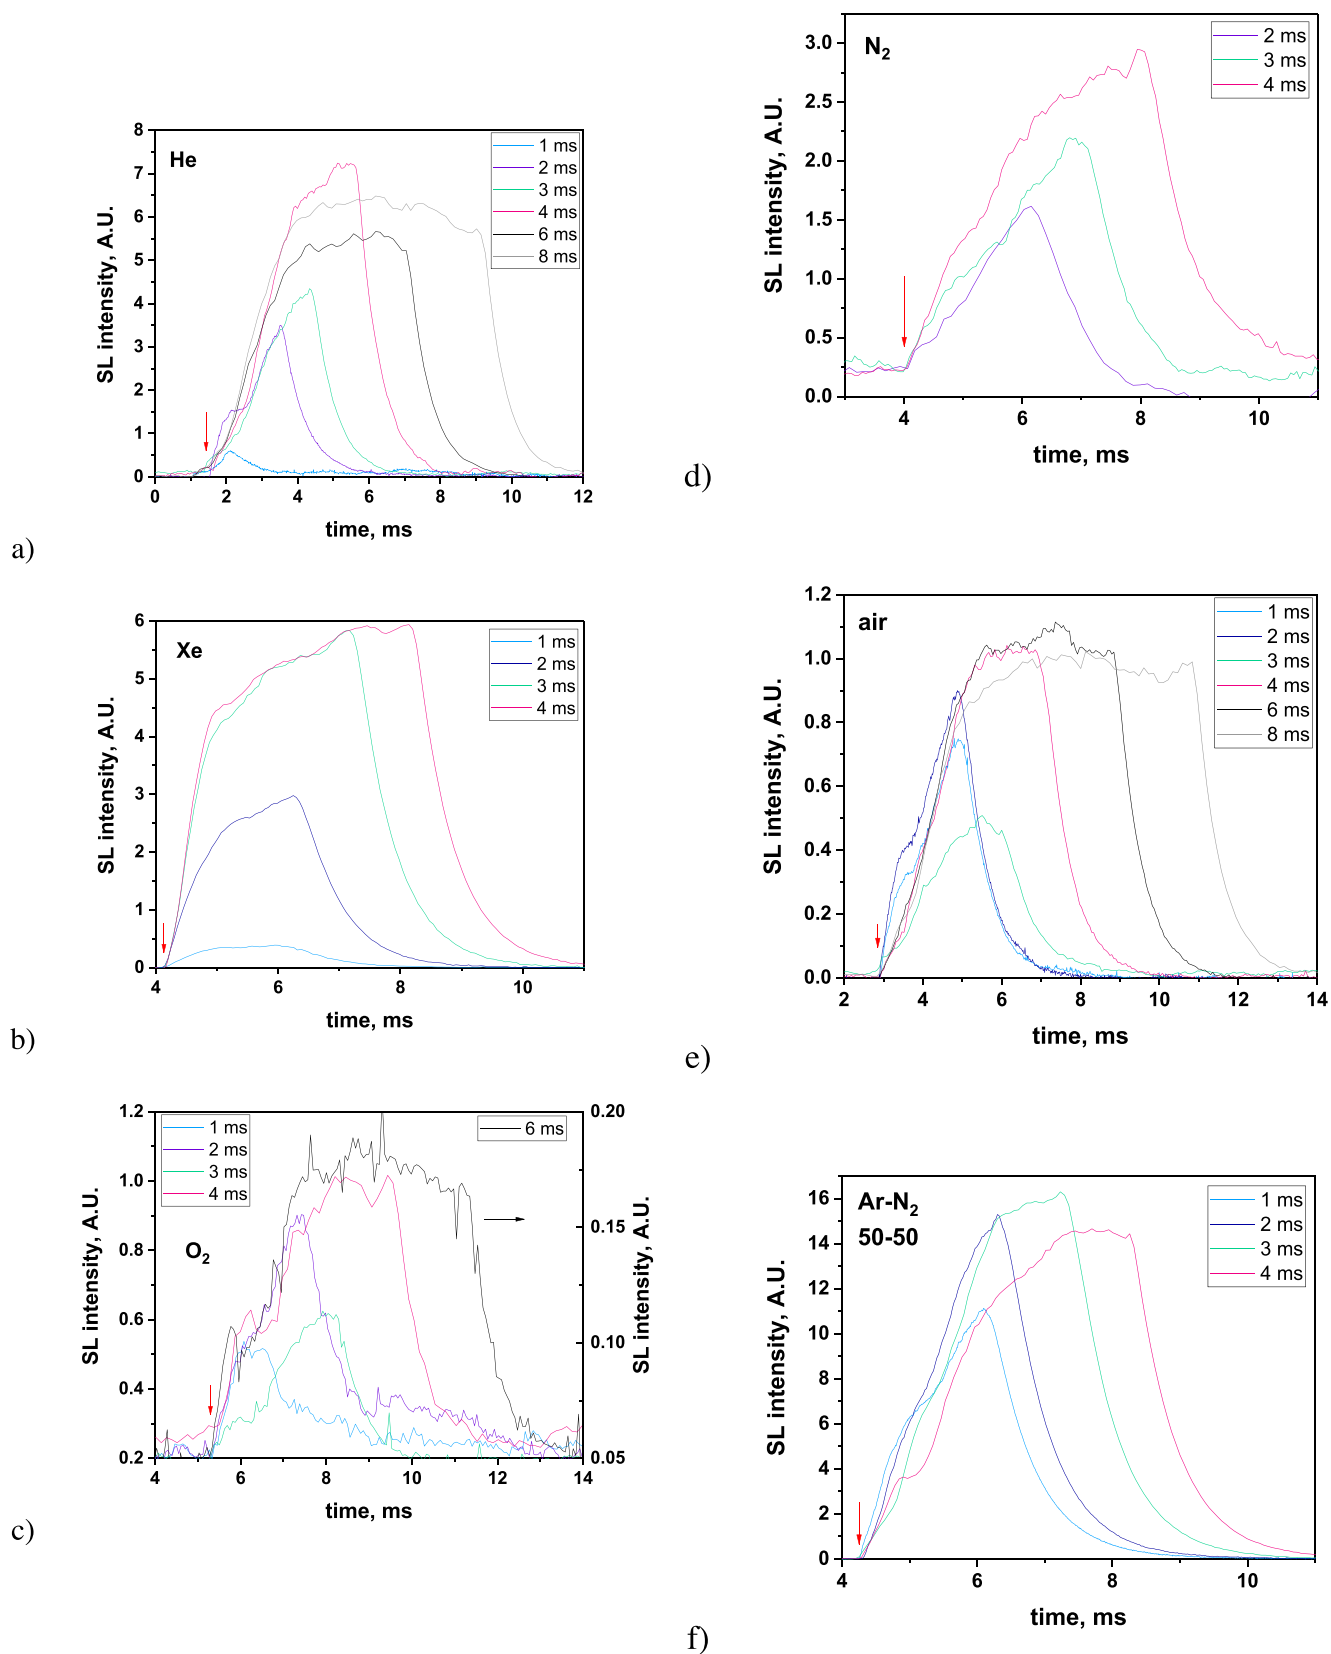 He
1 ms
2 ms
3 ms
4 ms
6 ms
8 ms
SL intensity, A.U.
8
7
6
5
4
3
2
1
0
0 2 4 6 8 10 12
time, ms
a)
Xe
1 ms
2 ms
3 ms
4 ms
SL intensity, A.U.
6
5
4
3
2
1
0
4 6 8 10
time, ms
b)
1 ms
2 ms
3 ms
4 ms
6 ms
O2
SL intensity, A.U.
1.2
1.0
0.8
0.6
0.4
0.2
0.20
0.15
0.10
0.05
SL intensity, A.U.
4 6 8 10 12 14
time, ms
c)
N2
2 ms
3 ms
4 ms
SL intensity, A.U.
3.0
2.5
2.0
1.5
1.0
0.5
0.0
4 6 8 10
time, ms
d)
air
1 ms
2 ms
3 ms
4 ms
6 ms
8 ms
SL intensity, A.U.
1.2
1.0
0.8
0.6
0.4
0.2
0.0
2 4 6 8 10 12 14
time, ms
e)
Ar-N2
50-50
1 ms
2 ms
3 ms
4 ms
SL intensity, A.U.
16
14
12
10
8
6
4
2
0
4 6 8 10
time, ms
f)